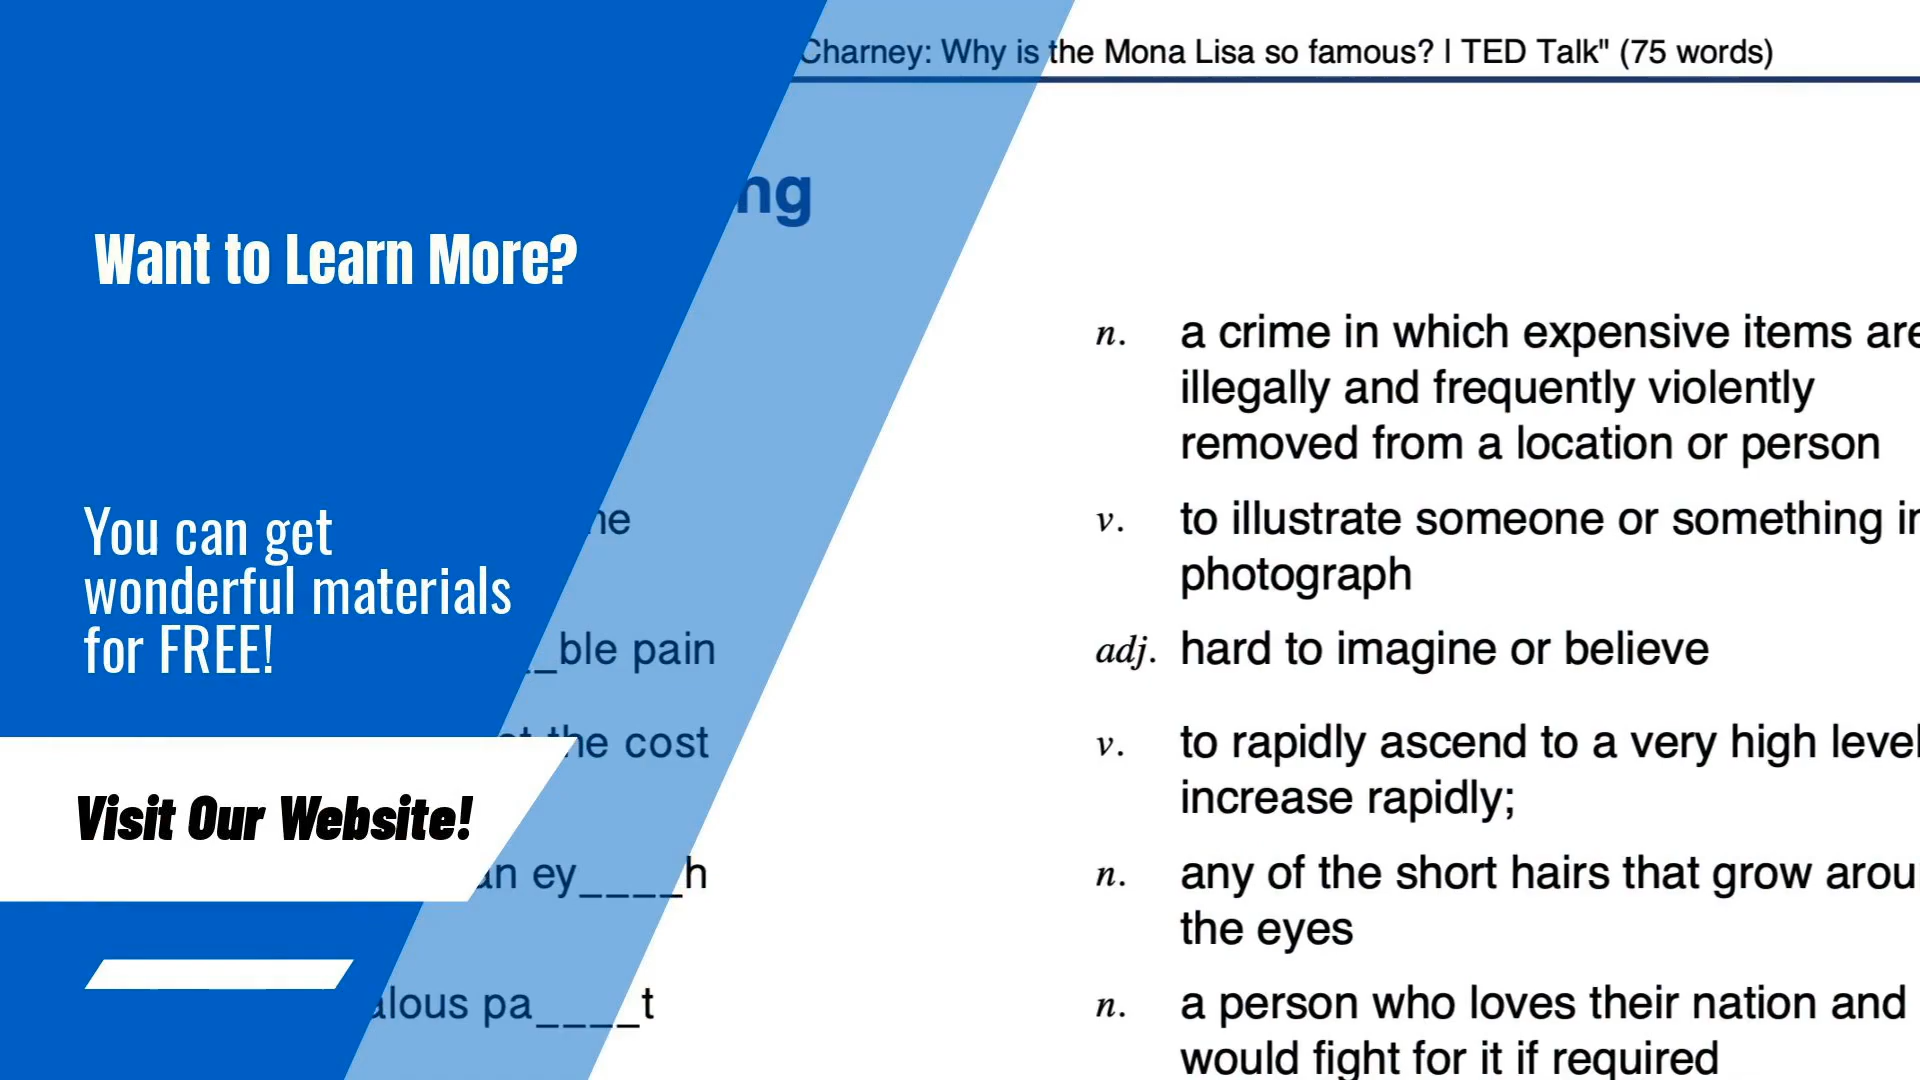 Charney: Why is the Mona Lisa so famous? | TED Talk" (75 words)
ng
Want to Learn More?
You can get
wonderful materials
for FREE!
Visit Our Website!
ne
_ble pain
the cost
an ey____h
alous pa____t
n. a crime in which expensive items are
illegally and frequently violently
removed from a location or person
v. to illustrate someone or something in
photograph
adj. hard to imagine or believe
v. to rapidly ascend to a very high level
increase rapidly;
n. any of the short hairs that grow arou
the eyes
n. a person who loves their nation and
would fight for it if required